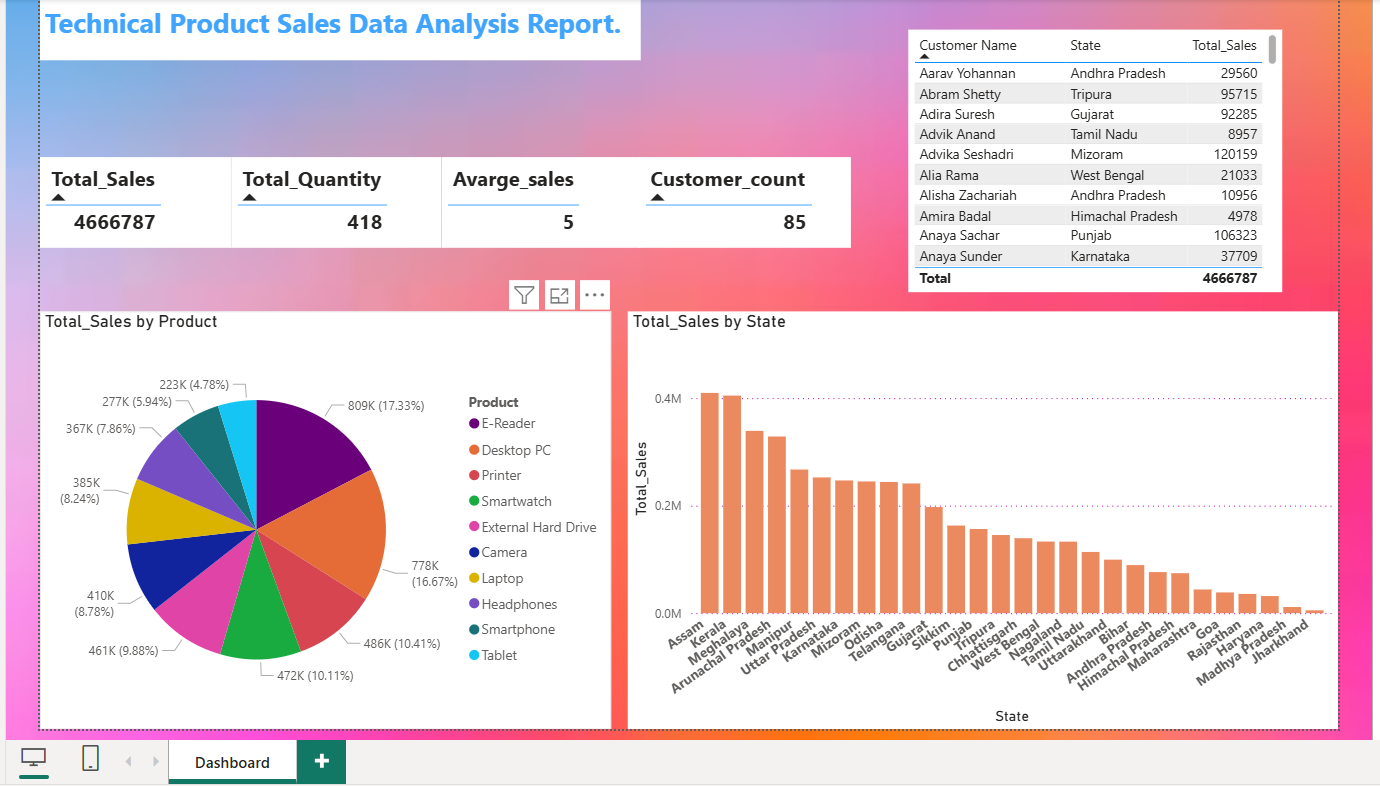 Technical Product Sales Data Analysis Report.
Customer Name State Total_Sales
Aarav Yohannan Andhra Pradesh 29560
Abram Shetty Tripura 95715
Adira Suresh Gujarat 92285
Advik Anand Tamil Nadu 8957
Advika Seshadri Mizoram 120159
Alia Rama West Bengal 21033
Alisha Zachariah Andhra Pradesh 10956
Amira Badal Himachal Pradesh 4978
Anaya Sachar Punjab 106323
Anaya Sunder Karnataka 37709
Total 4666787
Total_Sales Total_Quantity Avarge_sales Customer_count
4666787 418 5 85
Total_Sales by Product
223K (4.78%)
277K (5.94%)
367K (7.86%)
385K
(8.24%)
410K
(8.78%)
461K (9.88%)
472K (10.11%)
486K (10.41%)
778K
(16.67%)
809K (17.33%)
Product
E-Reader
Desktop PC
Printer
Smartwatch
External Hard Drive
Camera
Laptop
Headphones
Smartphone
Tablet
Total_Sales by State
Total_Sales
0.4M
0.2M
0.0M
Assam
Kerala
Meghalaya
Arunachal Pradesh
Manipur
Uttar Pradesh
Karnataka
Mizoram
Odisha
Telangana
Gujarat
Sikkim
Punjab
Tripura
Chhattisgarh
West Bengal
Nagaland
Tamil Nadu
Uttarakhand
Bihar
Andhra Pradesh
Himachal Pradesh
Maharashtra
Goa
Rajasthan
Haryana
Madhya Pradesh
Jharkhand
State
Dashboard